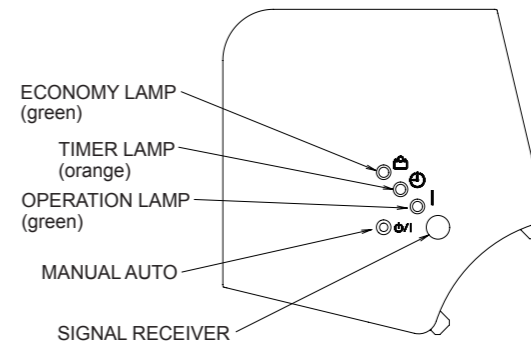 ECONOMY LAMP
(green)
TIMER LAMP
(orange)
OPERATION LAMP
(green)
MANUAL AUTO
SIGNAL RECEIVER